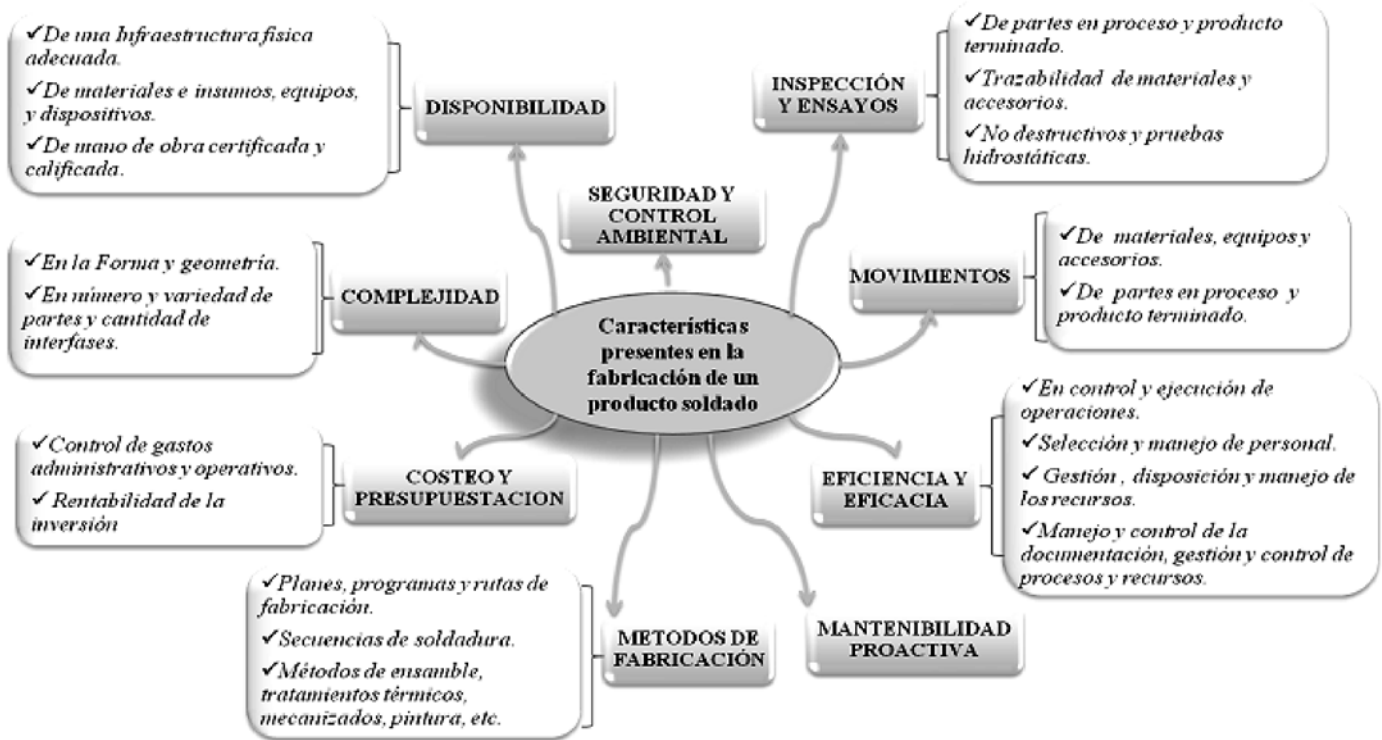 ✓De una Infraestructura física
adecuada.
✓De materiales e insumos, equipos,
y dispositivos.
✓De mano de obra certificada y
calificada.
DISPONIBILIDAD
INSPECCIÓN
Y ENSAYOS
✓De partes en proceso y producto
terminado.
✓Trazabilidad de materiales y
accesorios.
✓No destructivos y pruebas
hidrostáticas.
SEGURIDAD Y
CONTROL
AMBIENTAL
✓En la Forma y geometría.
✓En número y variedad de
partes y cantidad de
interfases.
COMPLEJIDAD
MOVIMIENTOS
✓De materiales, equipos y
accesorios.
✓De partes en proceso y
producto terminado.
Características
presentes en la
fabricación de un
producto soldado
✓Control de gastos
administrativos y operativos.
✓ Rentabilidad de la
inversión
COSTEO Y
PRESUPUESTACION
EFICIENCIA Y
EFICACIA
✓En control y ejecución de
operaciones.
✓Selección y manejo de personal.
✓ Gestión , disposición y manejo de
los recursos.
✓Manejo y control de la
documentación, gestión y control de
procesos y recursos.
✓Planes, programas y rutas de
fabricación.
✓Secuencias de soldadura.
✓Métodos de ensamble,
tratamientos térmicos,
mecanizados, pintura, etc.
METODOS DE
FABRICACIÓN
MANTENIBILIDAD
PROACTIVA